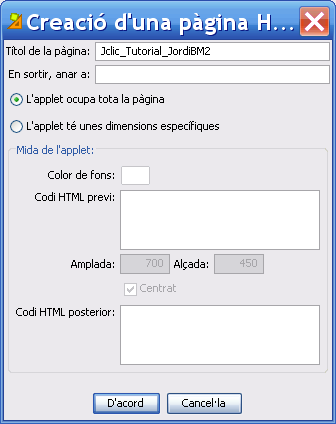 Creació d'una pàgina H...
Títol de la pàgina: Jclic_Tutorial_JordiBM2
En sortir, anar a:
L'applet ocupa tota la pàgina
L'applet té unes dimensions específiques
Mida de l'applet:
Color de fons:
Codi HTML previ:
Amplada: 700 Alçada: 450
Centrat
Codi HTML posterior:
D'acord Cancel·la